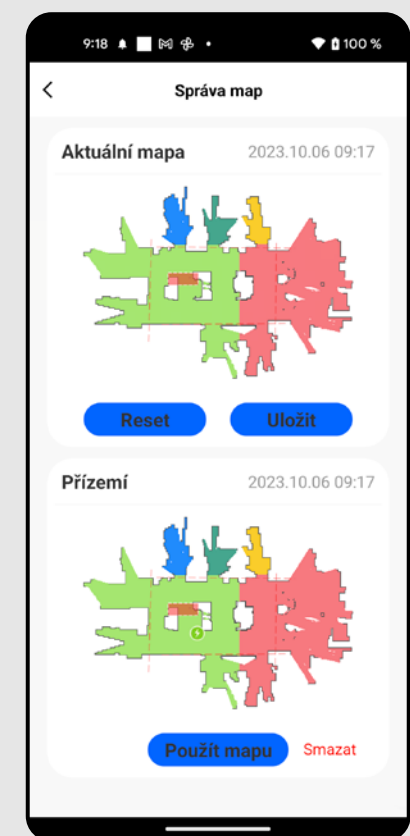 9:18 100 %
Správa map
Aktuální mapa 2023.10.06 09:17
Reset Uložit
Přízemí 2023.10.06 09:17
Použít mapu Smazat